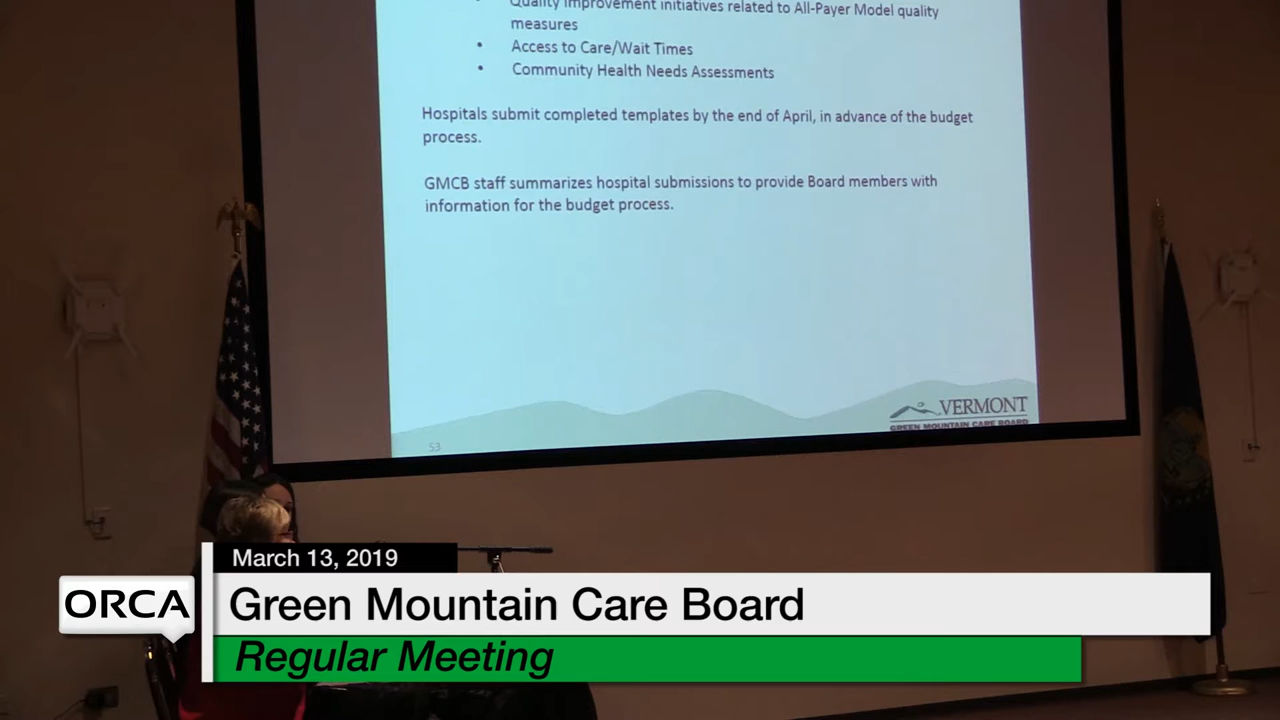 • Quality improvement initiatives related to All-Payer Model quality
measures
• Access to Care/Wait Times
• Community Health Needs Assessments
Hospitals submit completed templates by the end of April, in advance of the budget
process.
GMCB staff summarizes hospital submissions to provide Board members with
information for the budget process.
VERMONT
GREEN MOUNTAIN CARE BOARD
53
March 13, 2019
ORCA
Green Mountain Care Board
Regular Meeting